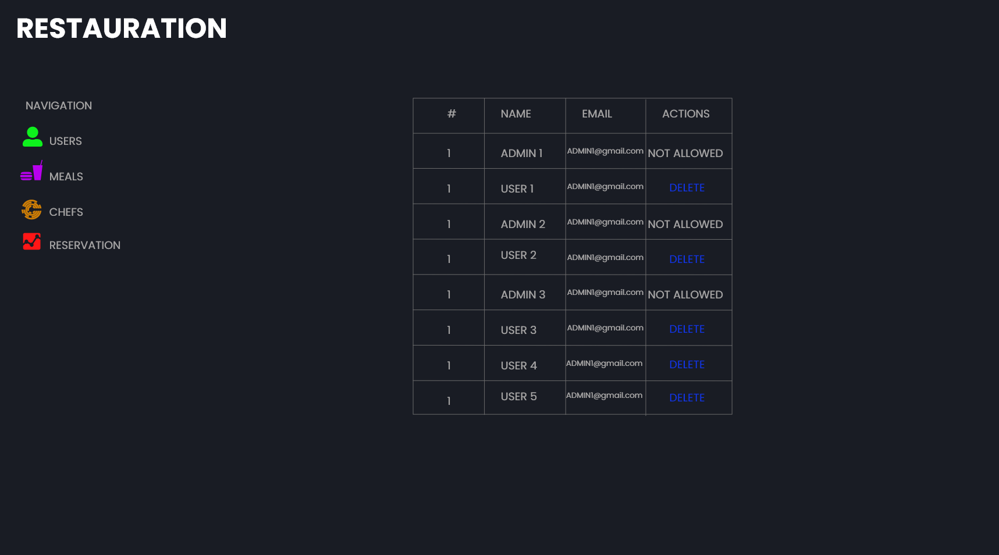 RESTAURATION
NAVIGATION
USERS
MEALS
CHEFS
RESERVATION
# NAME EMAIL ACTIONS
1 ADMIN 1 ADMIN1@gmail.com NOT ALLOWED
1 USER 1 ADMIN1@gmail.com DELETE
1 ADMIN 2 ADMIN1@gmail.com NOT ALLOWED
1 USER 2 ADMIN1@gmail.com DELETE
1 ADMIN 3 ADMIN1@gmail.com NOT ALLOWED
1 USER 3 ADMIN1@gmail.com DELETE
1 USER 4 ADMIN1@gmail.com DELETE
1 USER 5 ADMIN1@gmail.com DELETE